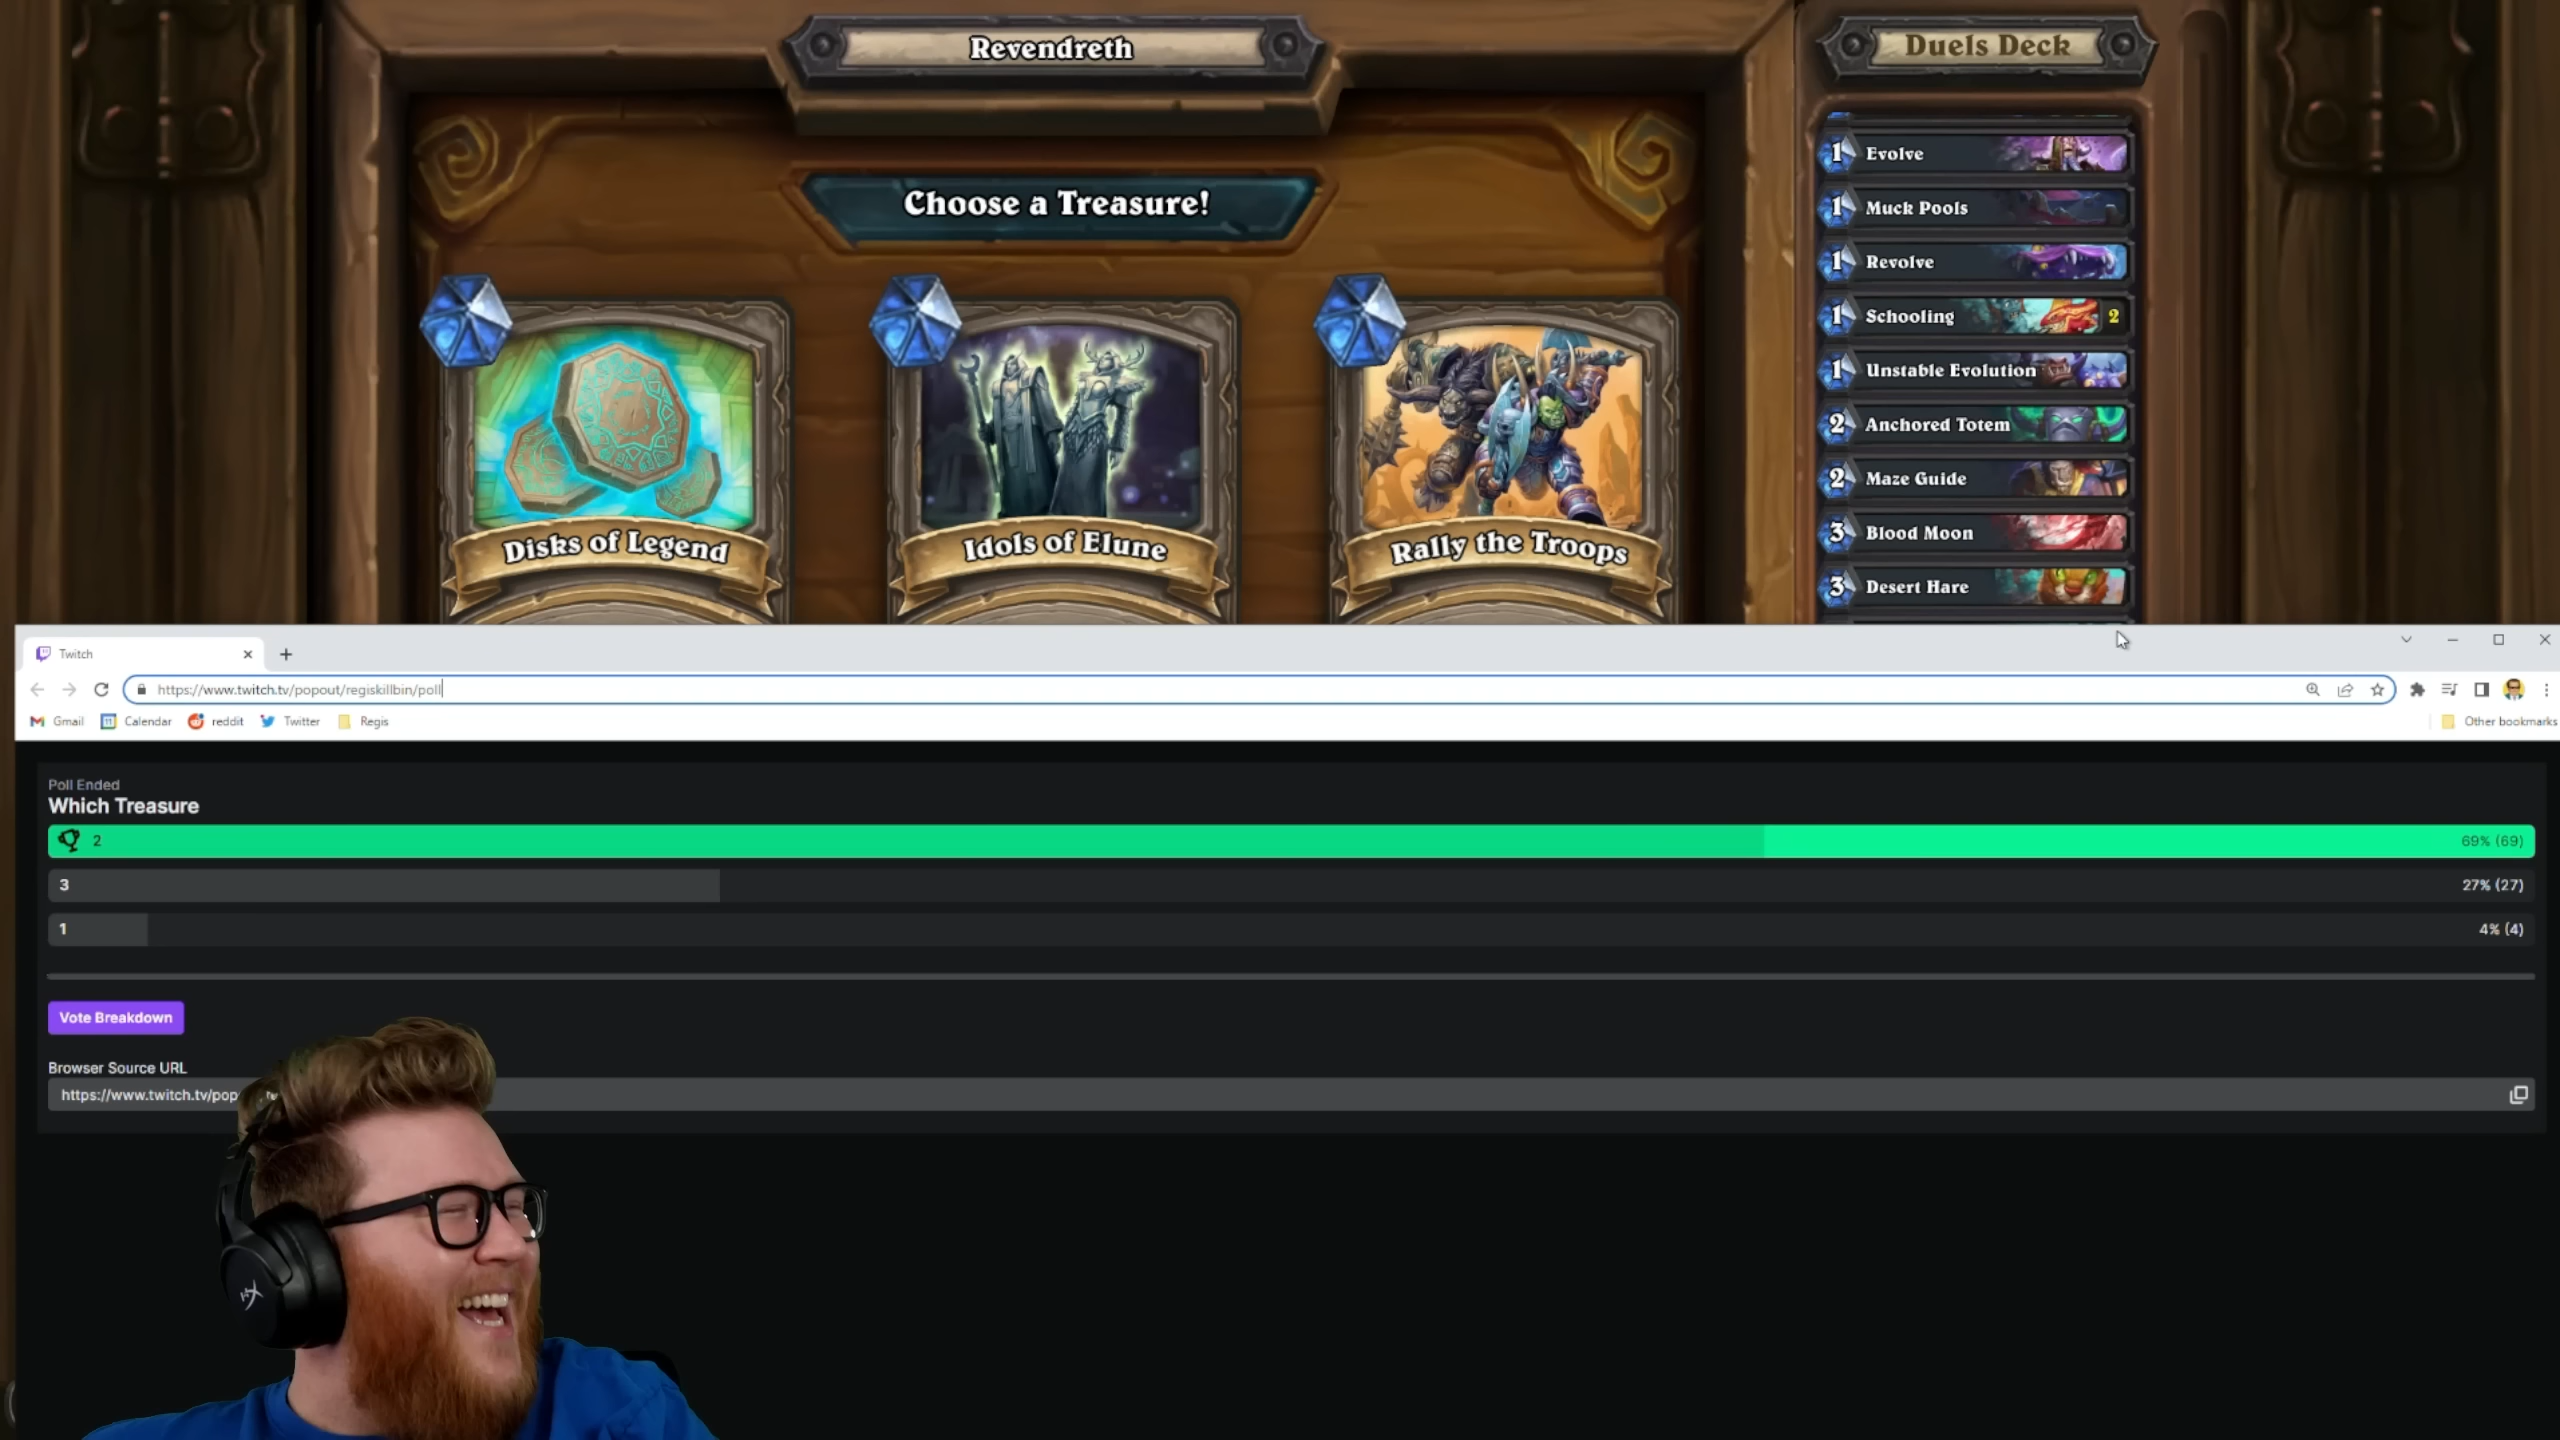 Revendreth
Duels Deck
Choose a Treasure!
Disks of Legend
Idols of Elune
Rally the Troops
1 Evolve
1 Muck Pools
1 Revolve
1 Schooling 2
1 Unstable Evolution
2 Anchored Totem
2 Maze Guide
3 Blood Moon
3 Desert Hare
Twitch
https://www.twitch.tv/popout/regiskillbin/poll
Gmail Calendar reddit Twitter Regis Other bookmarks
Poll Ended
Which Treasure
2 69% (69)
3 27% (27)
1 4% (4)
Vote Breakdown
Browser Source URL
https://www.twitch.tv/pop